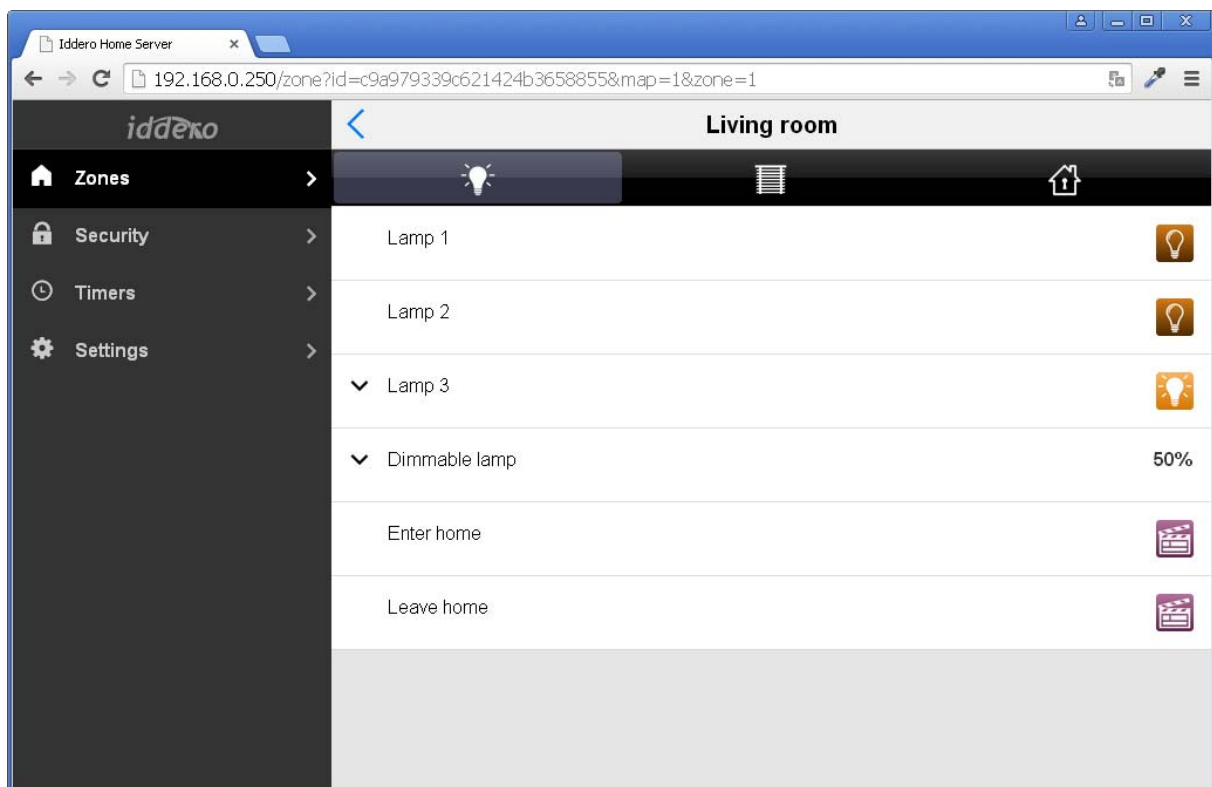 Iddero Home Server
192.168.0.250/zone?id=c9a979339c621424b3658855&map=1&zone=1
iddero
Living room
Zones
Security
Timers
Settings
Lamp 1
Lamp 2
Lamp 3
Dimmable lamp
50%
Enter home
Leave home